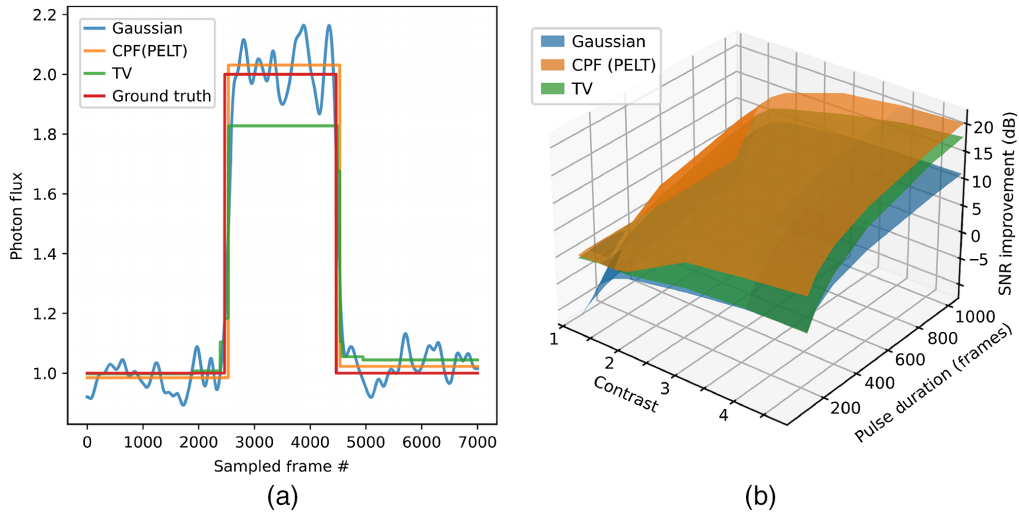 2.2
2.0
1.8
1.6
1.4
1.2
1.0
Photon flux
Gaussian
CPF(PELT)
TV
Ground truth
0 1000 2000 3000 4000 5000 6000 7000
Sampled frame #
(a)
Gaussian
CPF (PELT)
TV
20
15
10
5
0
−5
SNR improvement (dB)
1
2
3
4
Contrast
200
400
600
800
1000
Pulse duration (frames)
(b)